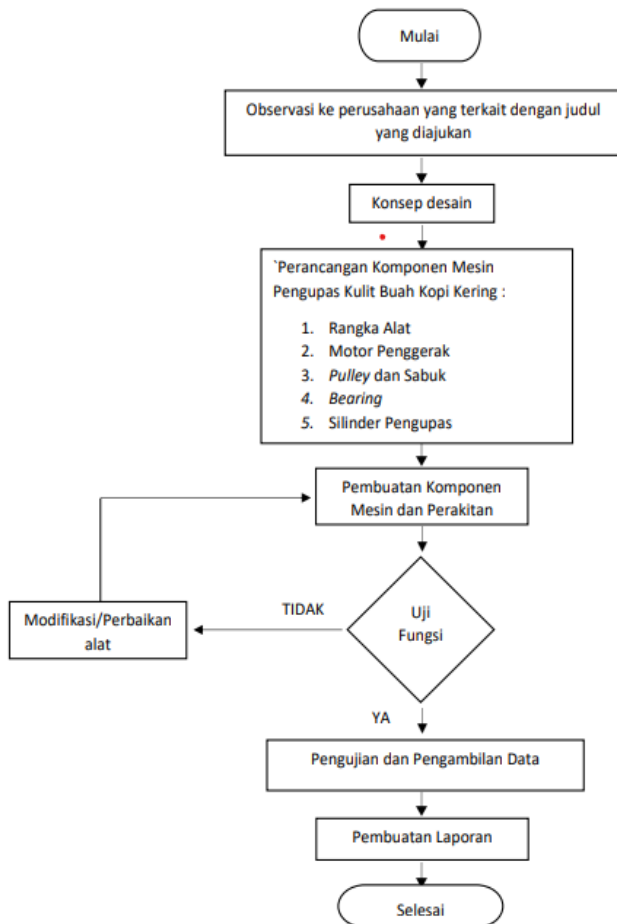 Mulai
Observasi ke perusahaan yang terkait dengan judul
yang diajukan
Konsep desain
`Perancangan Komponen Mesin
Pengupas Kulit Buah Kopi Kering :
1. Rangka Alat
2. Motor Penggerak
3. Pulley dan Sabuk
4. Bearing
5. Silinder Pengupas
Pembuatan Komponen
Mesin dan Perakitan
Uji
Fungsi
TIDAK
Modifikasi/Perbaikan
alat
YA
Pengujian dan Pengambilan Data
Pembuatan Laporan
Selesai